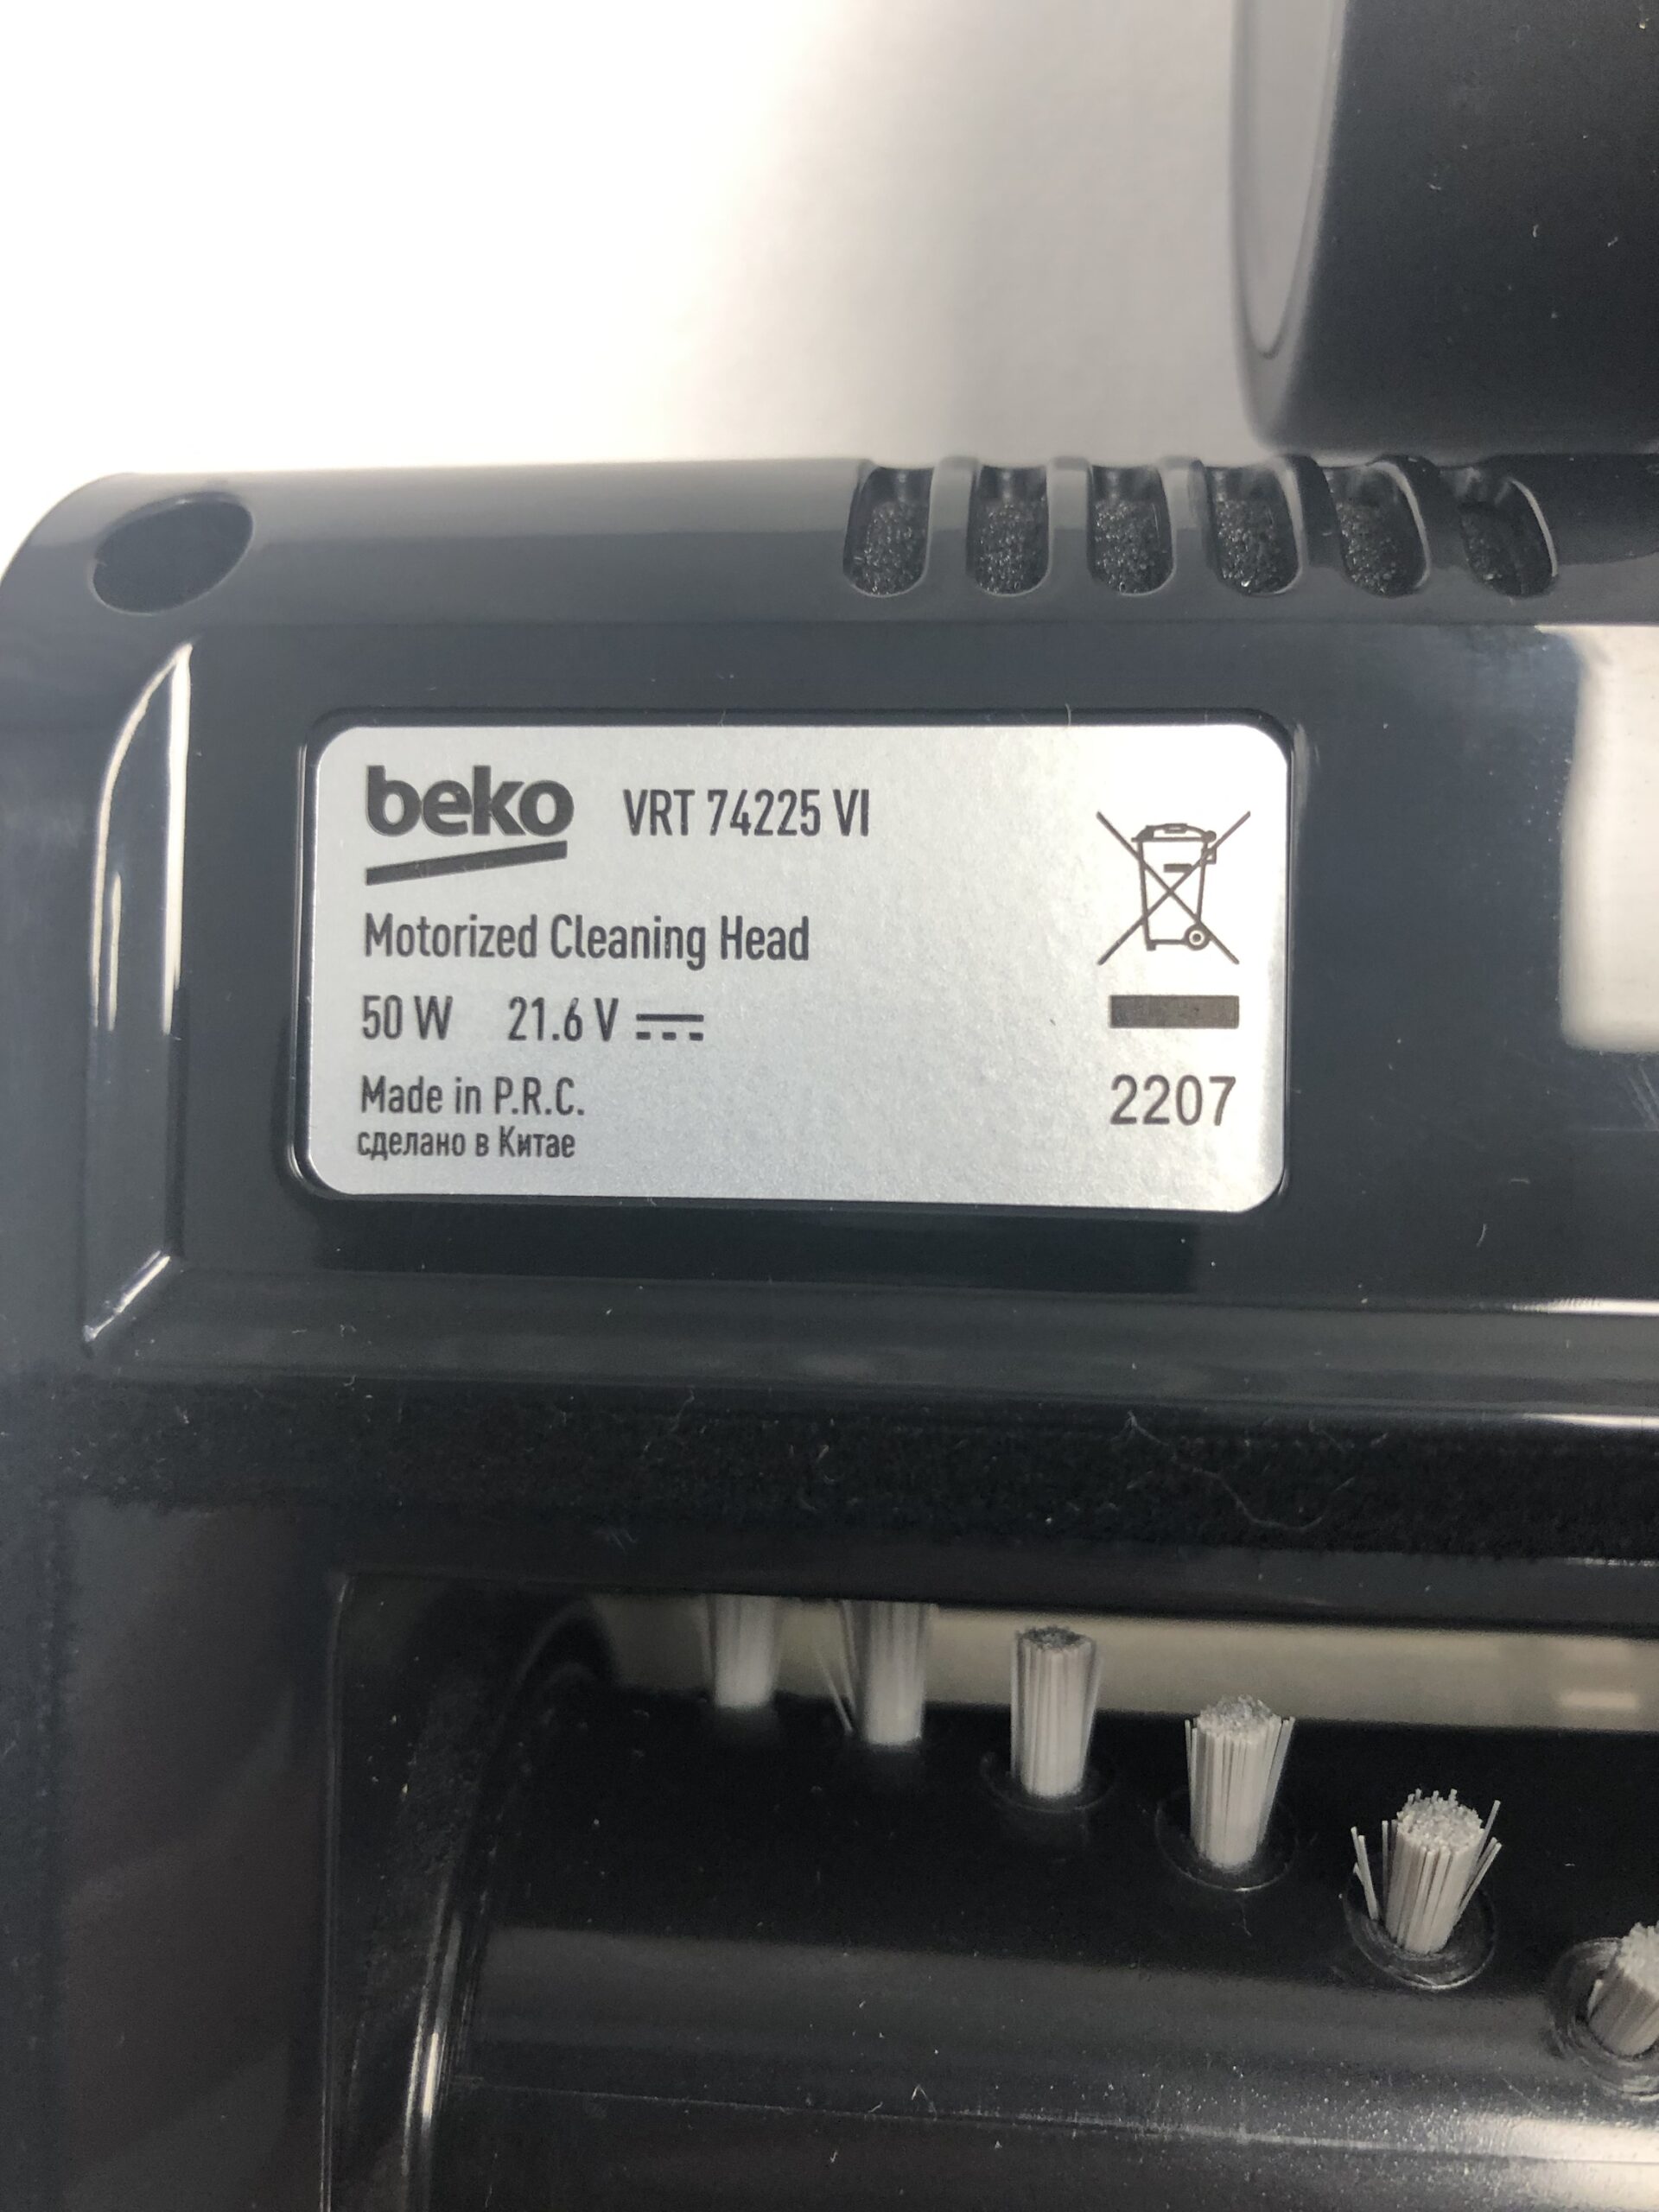 beko VRT 74225 VI
Motorized Cleaning Head
50 W 21.6 V
Made in P.R.C.
сделано в Китае
2207